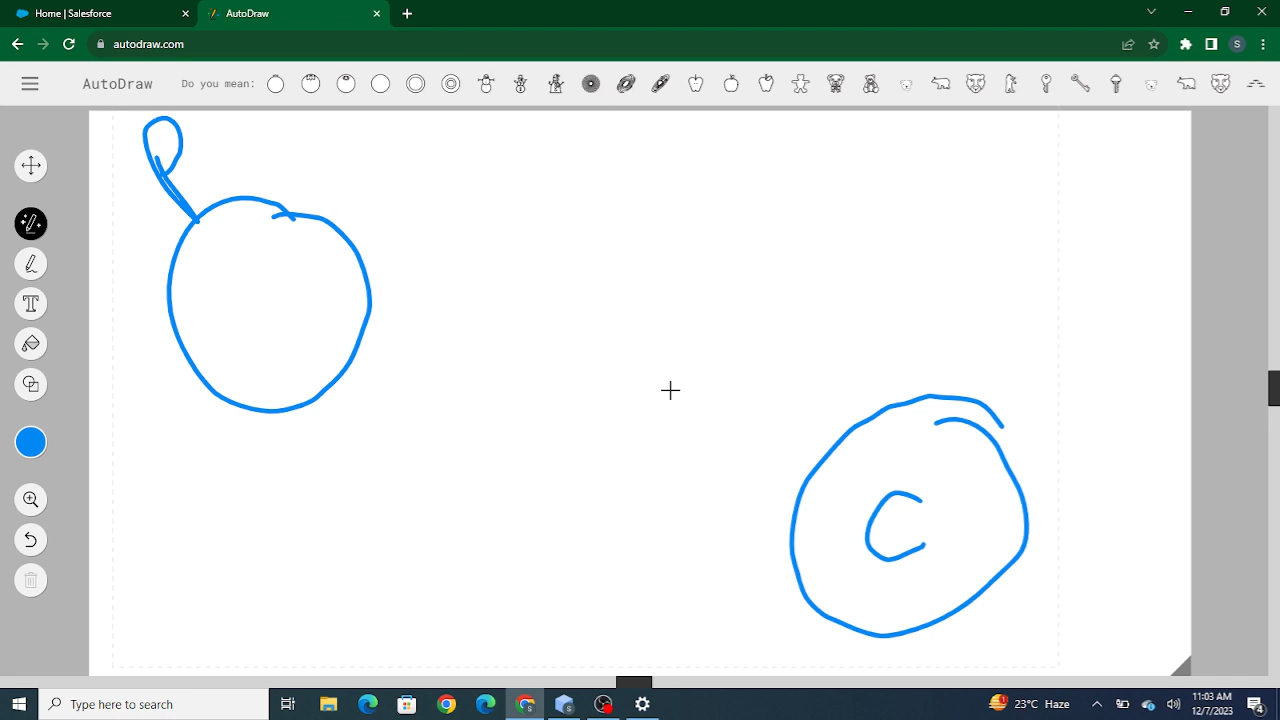 Home | Salesforce
AutoDraw
autodraw.com
S
AutoDraw
Do you mean:
T
C
Type here to search
23°C Haze
11:03 AM
12/7/2023
4